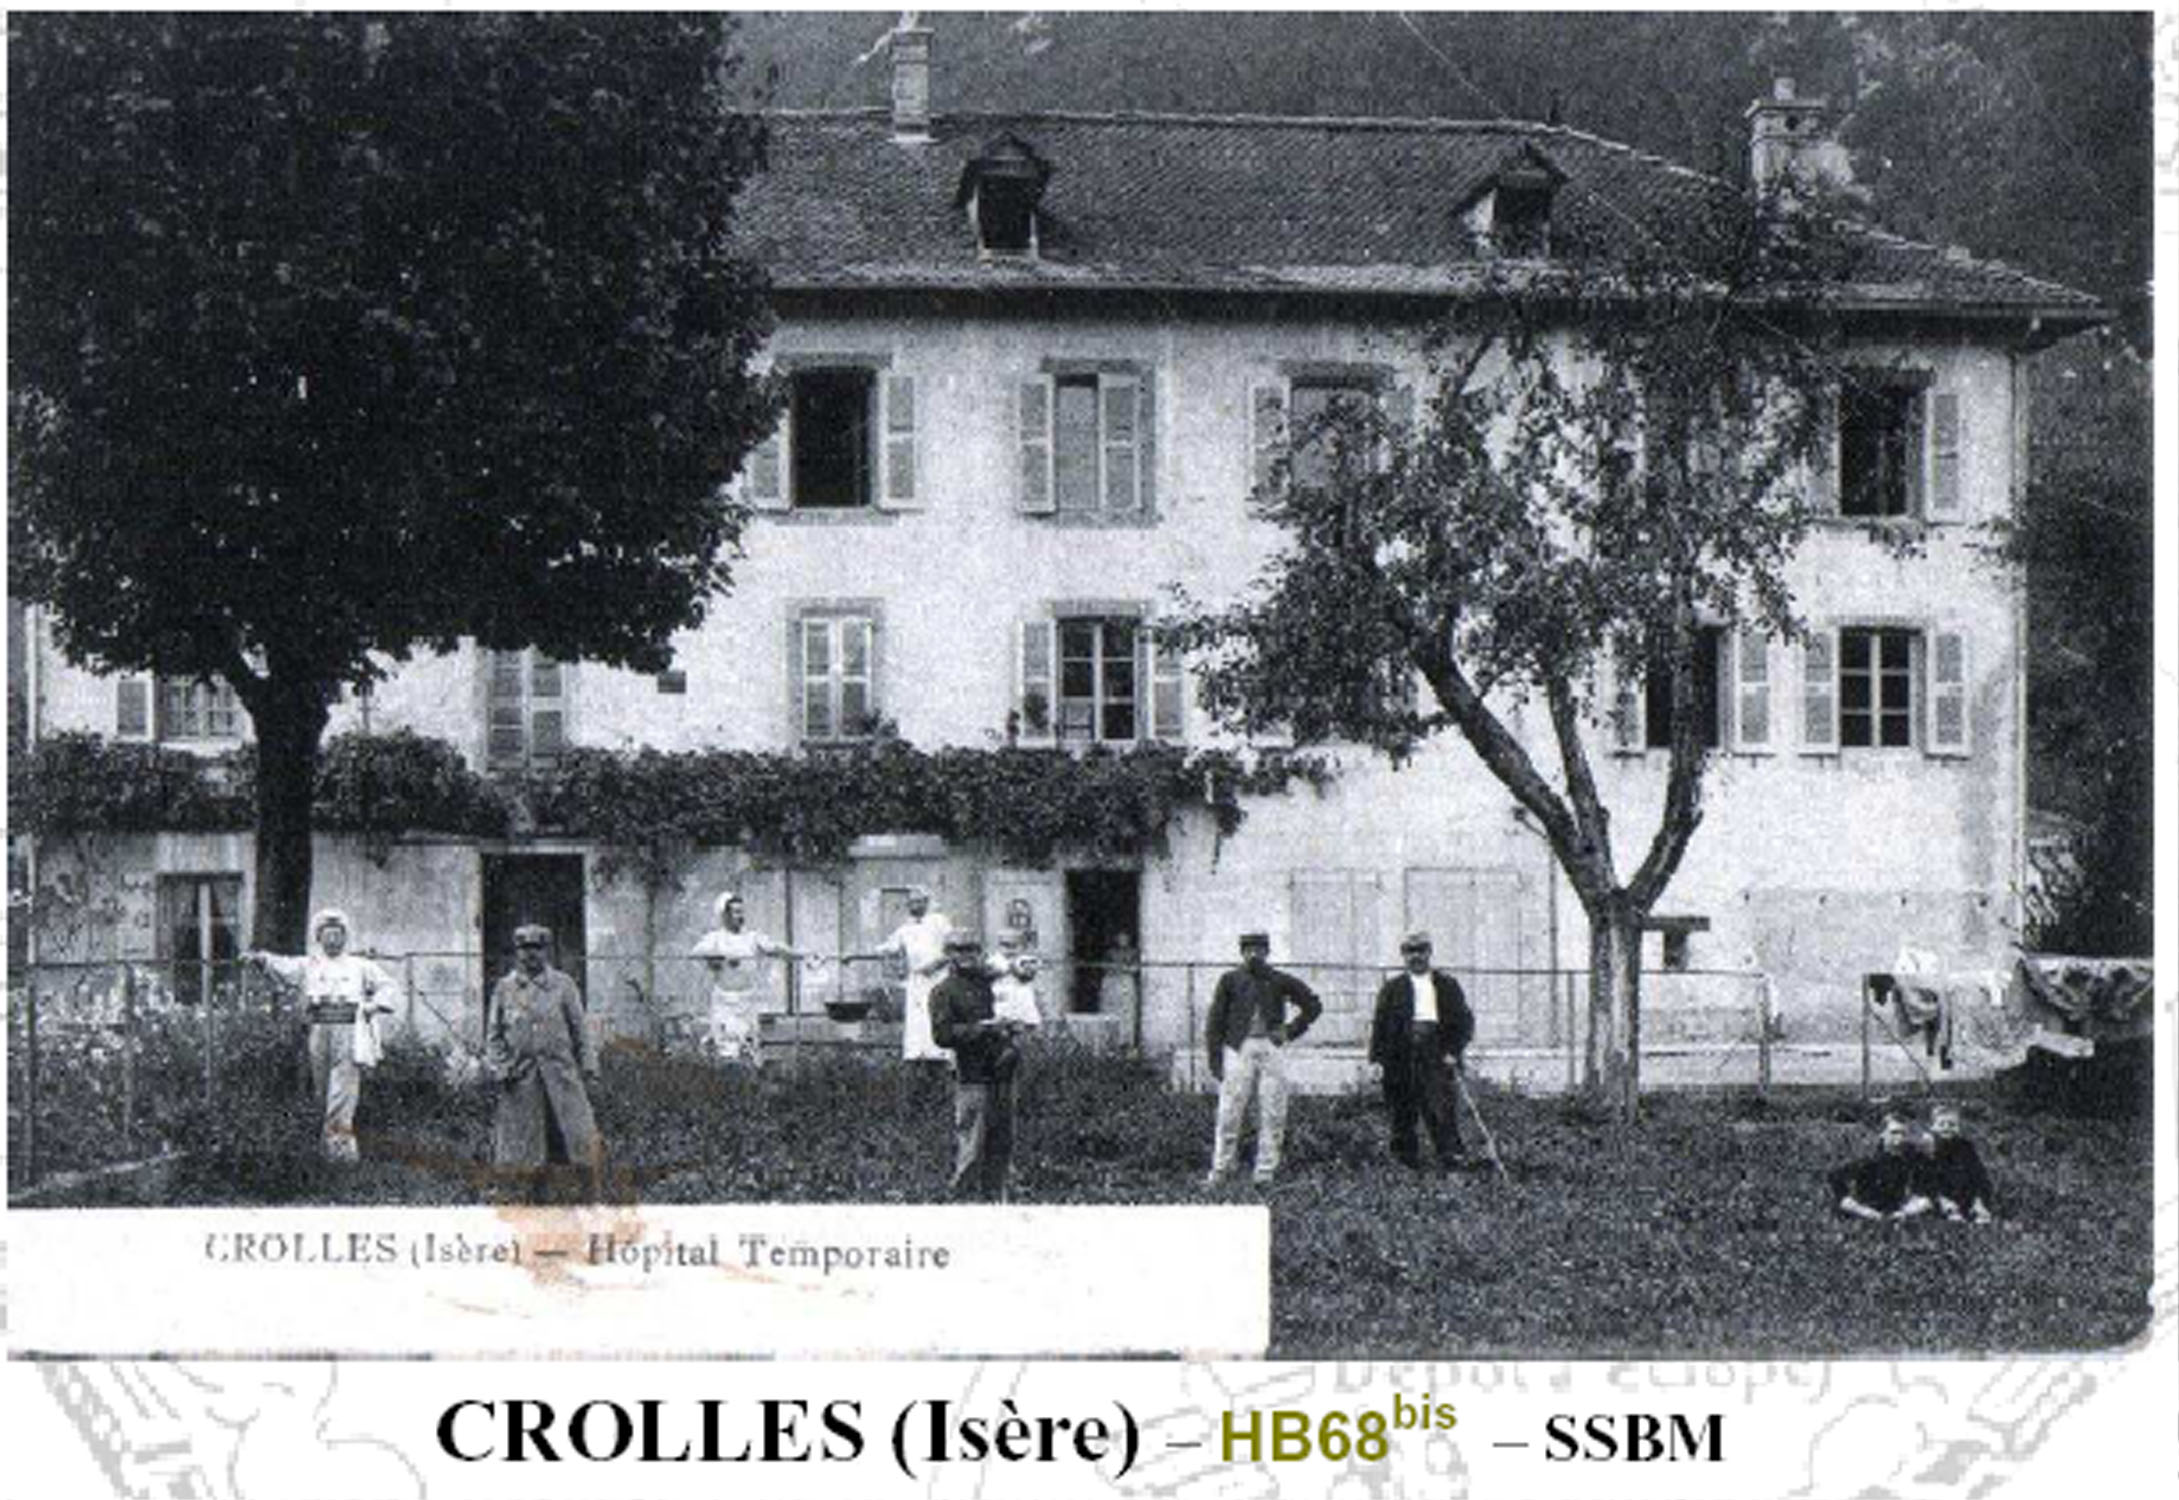 CROLLES (Isère) — Hôpital Temporaire
CROLLES (Isère) – HB68bis – SSBM